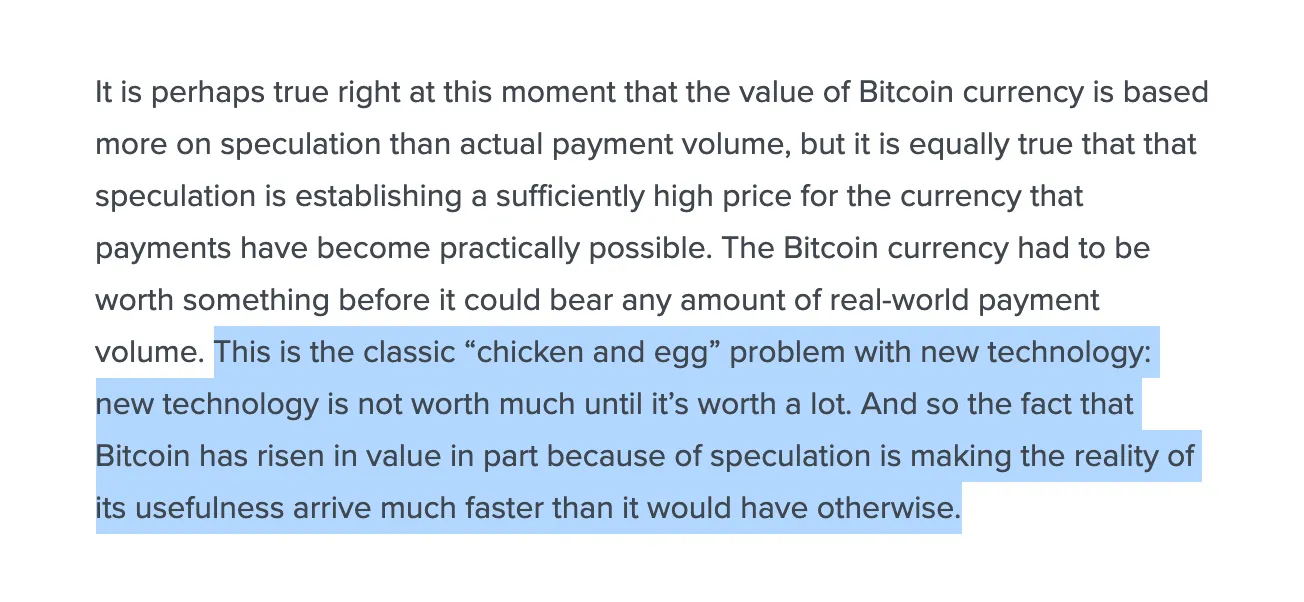 It is perhaps true right at this moment that the value of Bitcoin currency is based
more on speculation than actual payment volume, but it is equally true that that
speculation is establishing a sufficiently high price for the currency that
payments have become practically possible. The Bitcoin currency had to be
worth something before it could bear any amount of real-world payment
volume. This is the classic “chicken and egg” problem with new technology:
new technology is not worth much until it’s worth a lot. And so the fact that
Bitcoin has risen in value in part because of speculation is making the reality of
its usefulness arrive much faster than it would have otherwise.